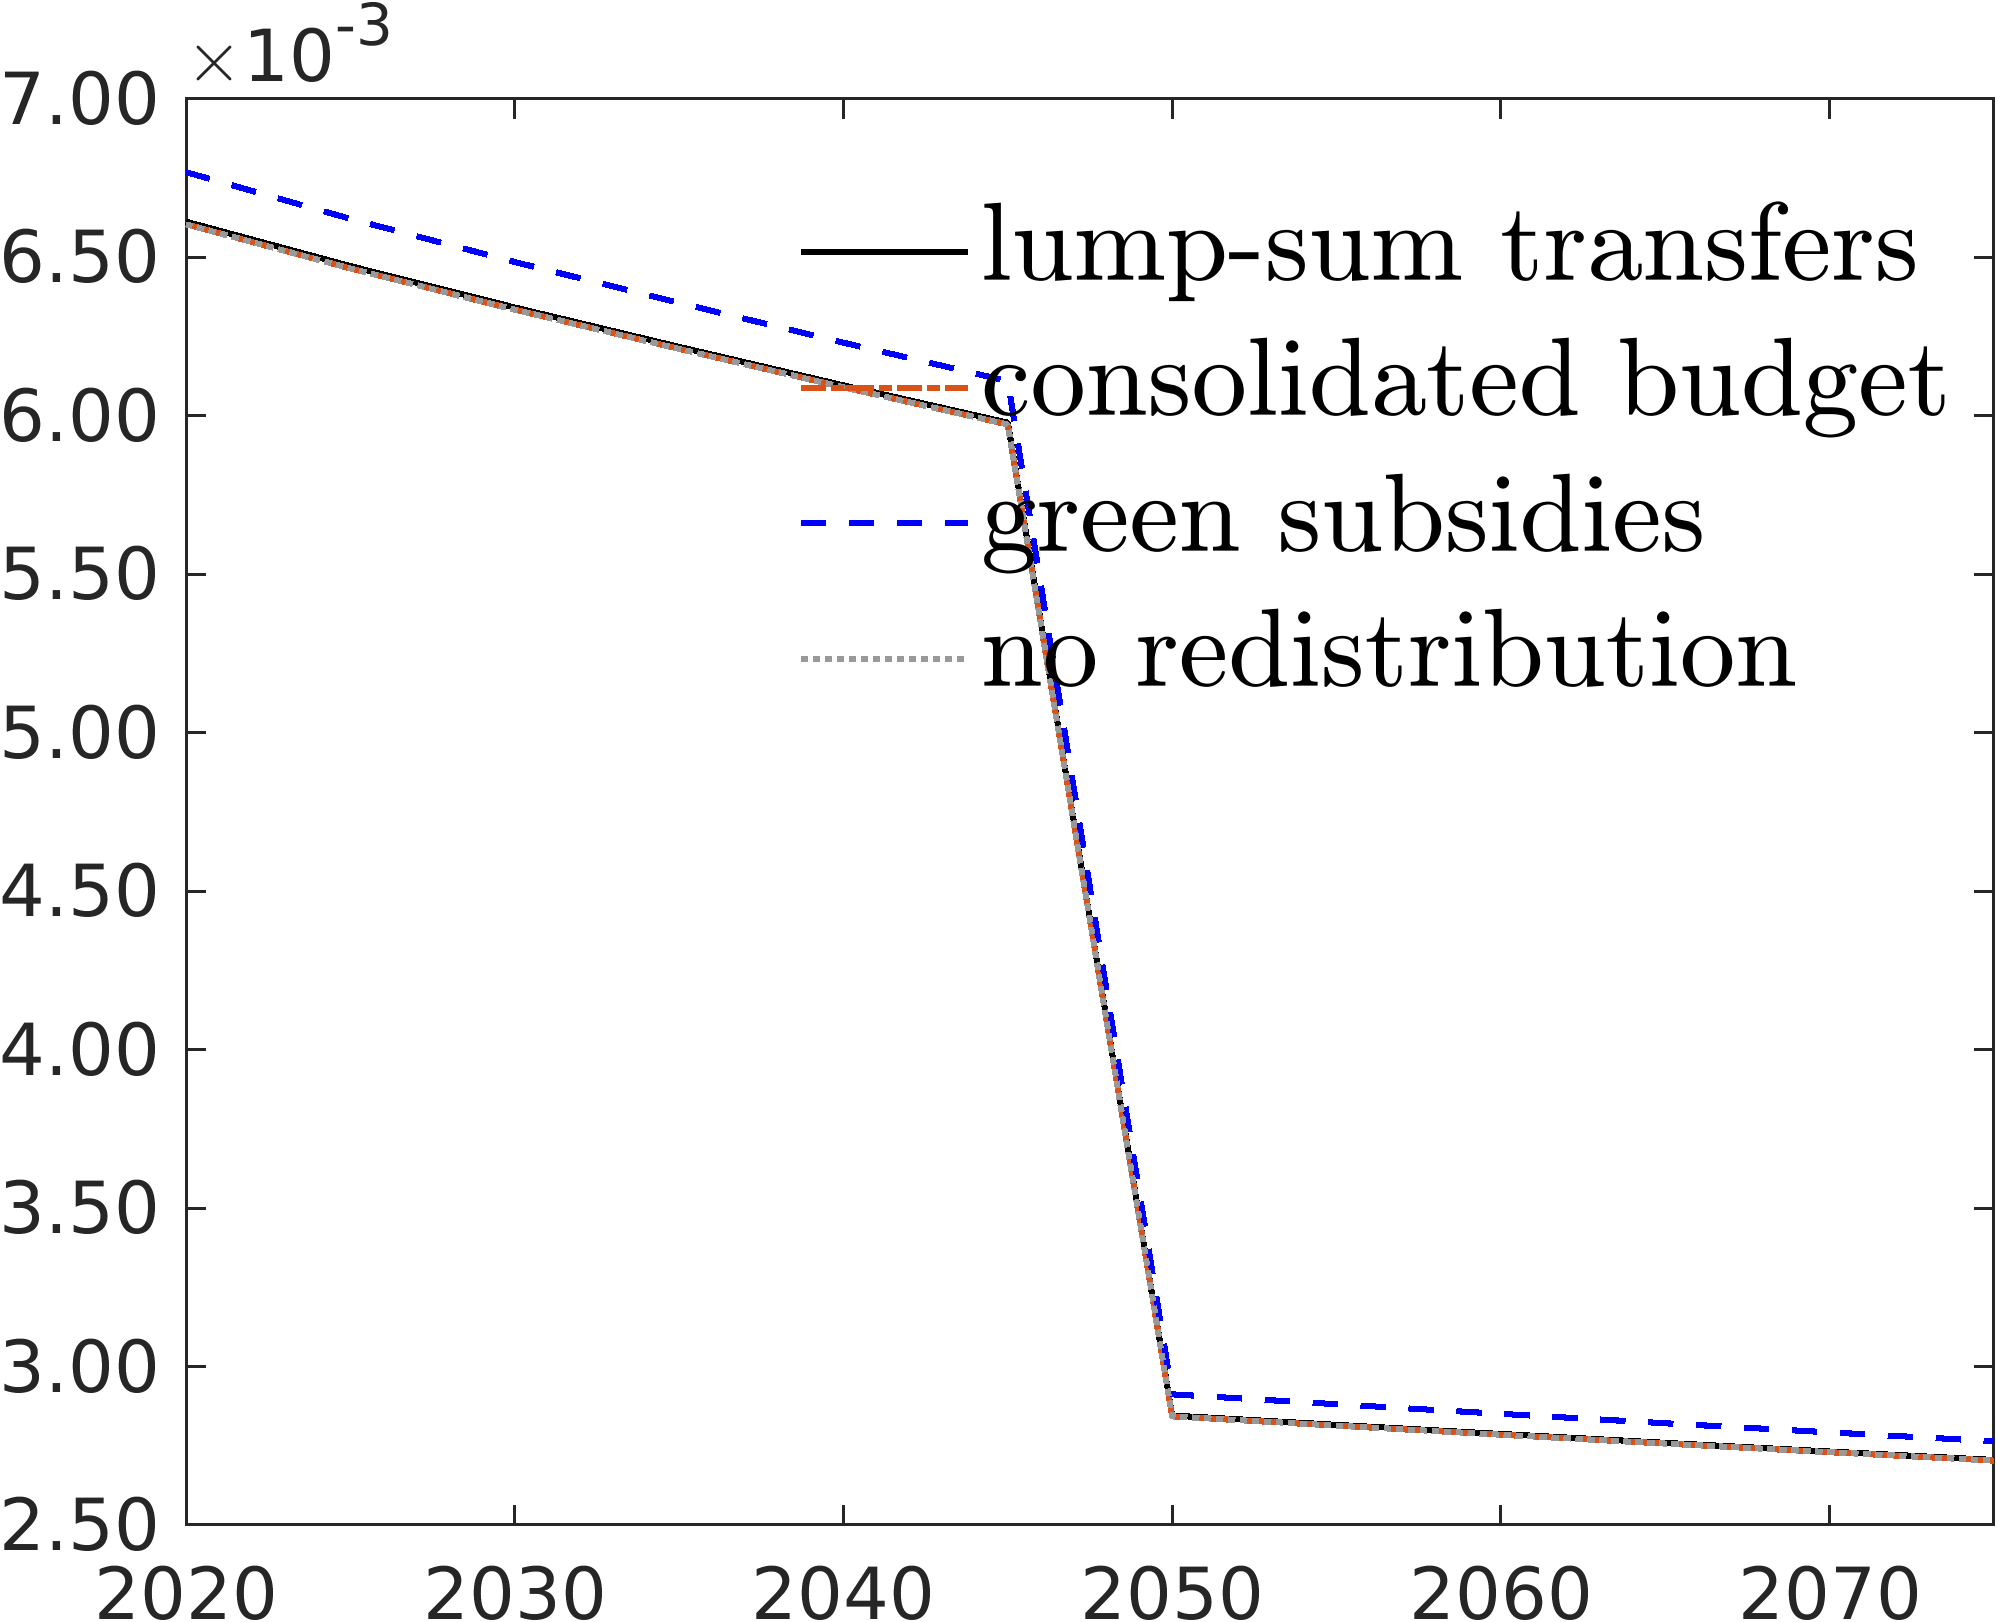 ×10-3
7.00
6.50
6.00
5.50
5.00
4.50
4.00
3.50
3.00
2.50
lump-sum transfers
consolidated budget
green subsidies
no redistribution
2020 2030 2040 2050 2060 2070